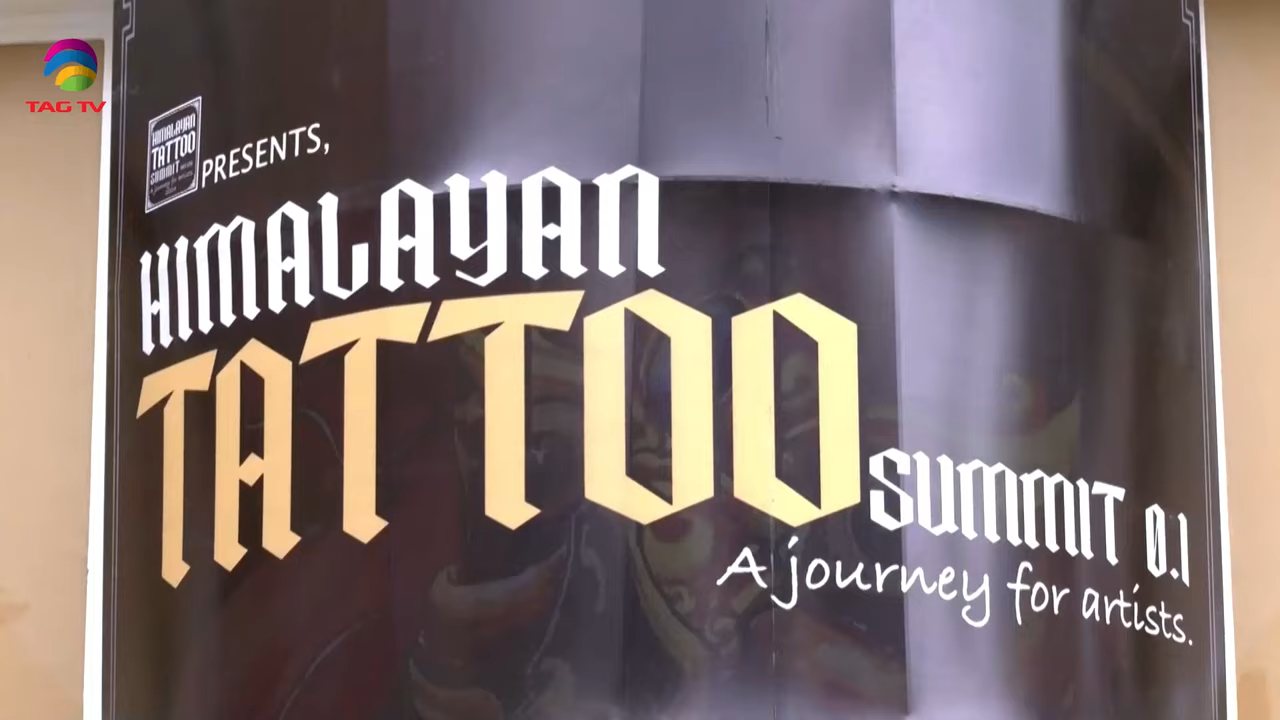 TAG TV
HIMALAYAN
TATTOO
SUMMIT
PRESENTS,
HIMALAYAN
TATTOO
SUMMIT 0.1
A journey for artists.